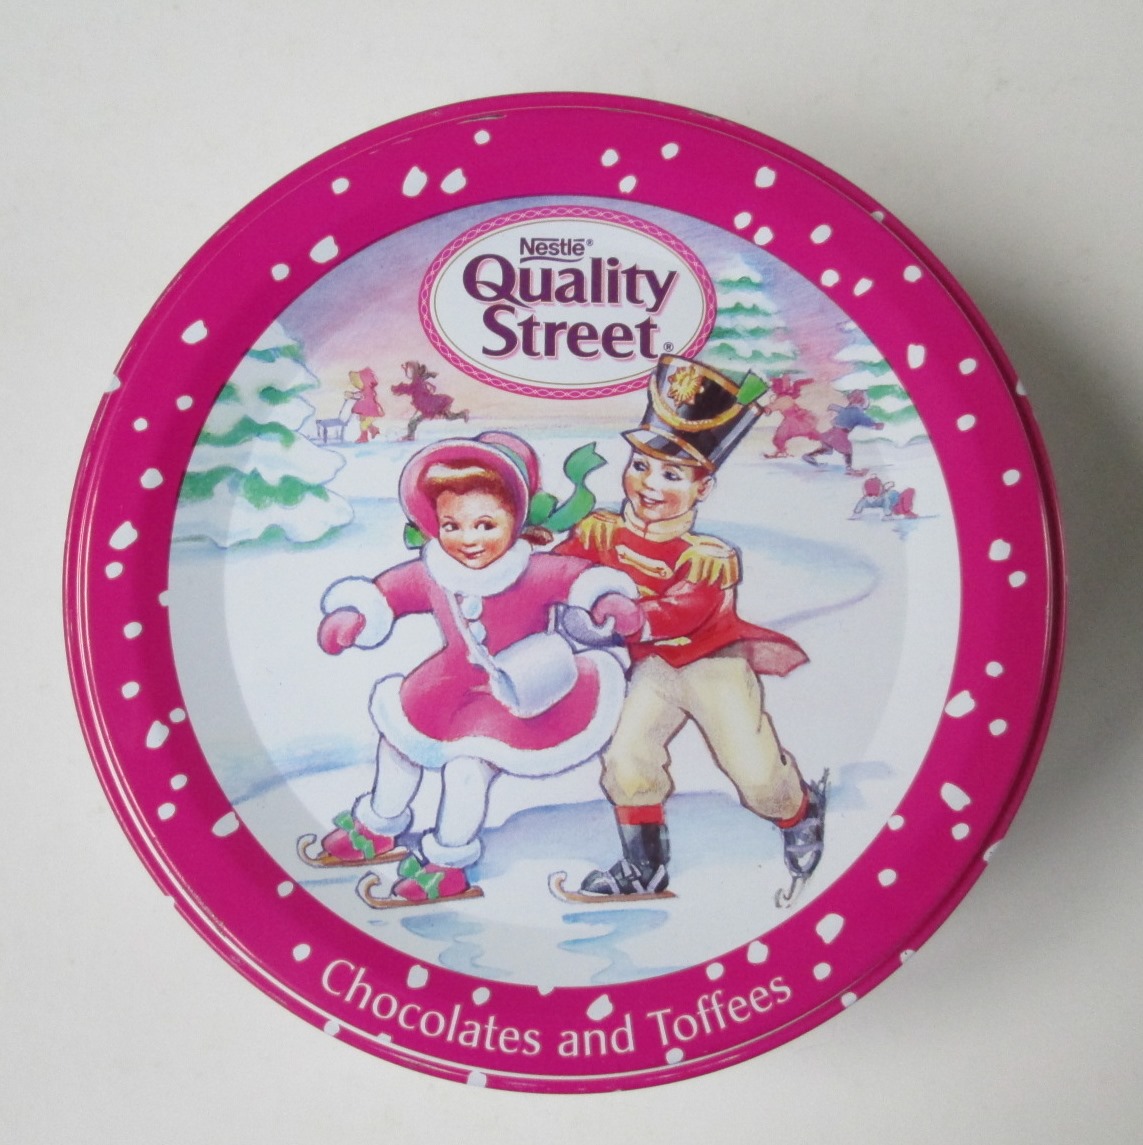 Nestlé®
Quality
Street®
Chocolates and Toffees